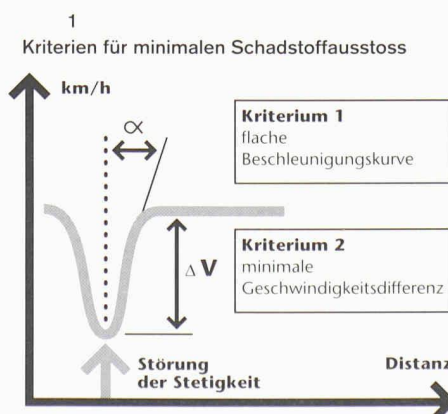 1
Kriterien für minimalen Schadstoffausstoss
km/h
α
Kriterium 1
flache
Beschleunigungskurve
Δ V
Kriterium 2
minimale
Geschwindigkeitsdifferenz
Störung
der Stetigkeit
Distanz